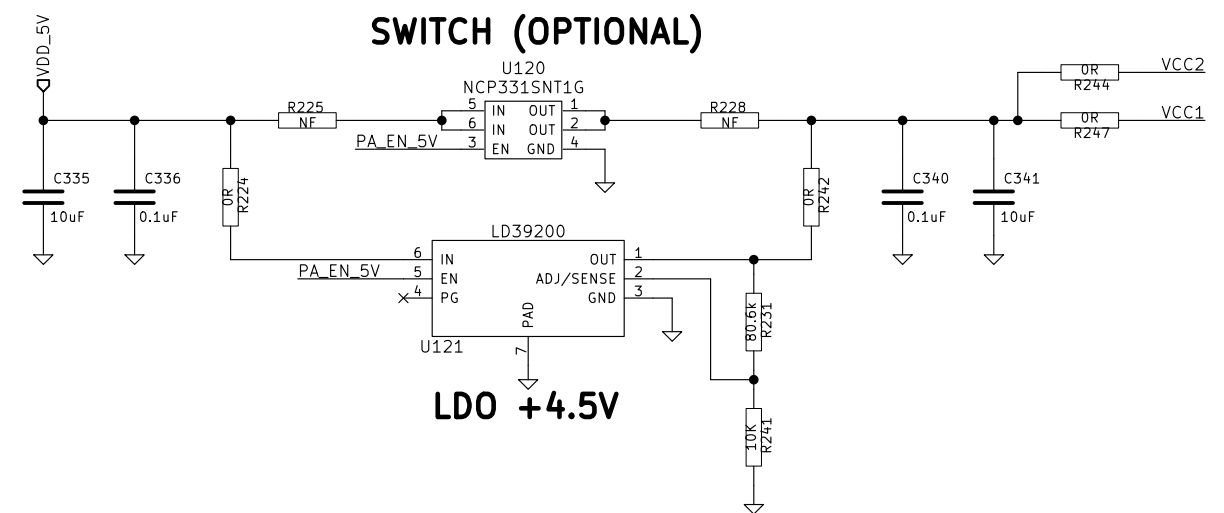 SWITCH (OPTIONAL)
VDD_5V
U120
NCP331SNT1G
R225
NF
5 IN OUT 1
6 IN OUT 2
PA_EN_5V 3 EN GND 4
R228
NF
0R
R244
VCC2
0R
R247
VCC1
C335
10uF
C336
0.1uF
0R
R224
0R
R242
C340
0.1uF
C341
10uF
LD39200
6 IN OUT 1
PA_EN_5V 5 EN ADJ/SENSE 2
4 PG GND 3
PAD
7
U121
80.6k
R231
LDO +4.5V
10K
R241